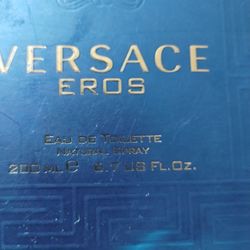 VERSACE
EROS
EAU DE TOILETTE
NATURAL SPRAY
200 ML ℮ 6.7 US FL.OZ.